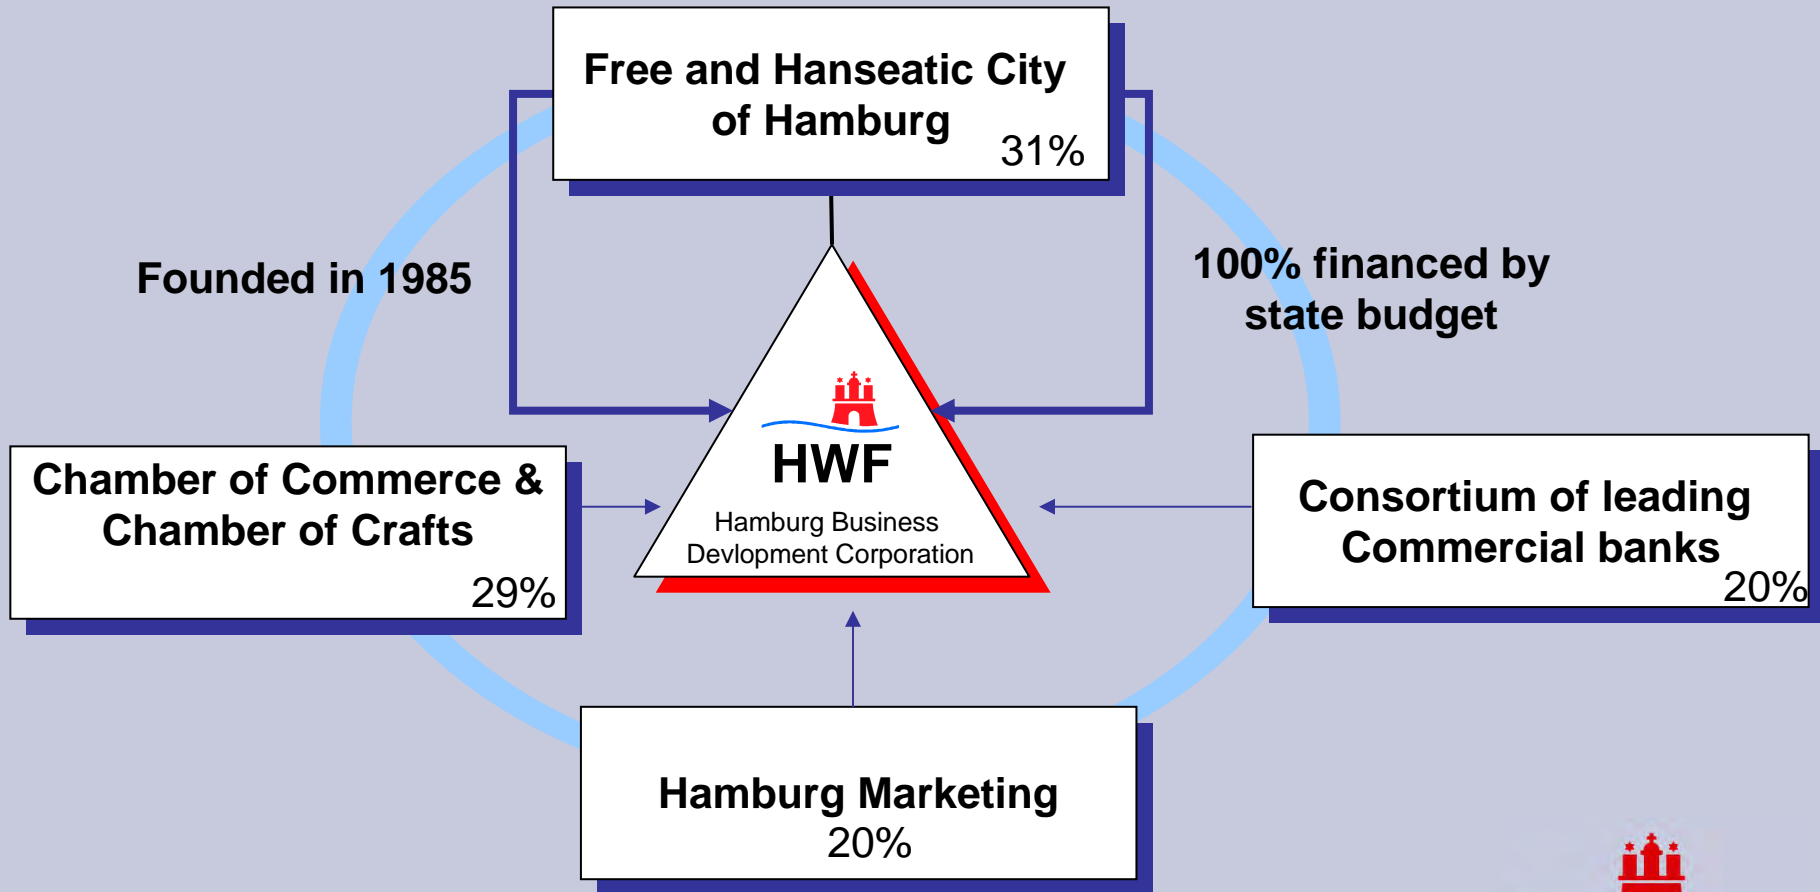 Free and Hanseatic City
of Hamburg
31%
Founded in 1985
100% financed by
state budget
HWF
Hamburg Business
Devlopment Corporation
Chamber of Commerce &
Chamber of Crafts
29%
Consortium of leading
Commercial banks
20%
Hamburg Marketing
20%